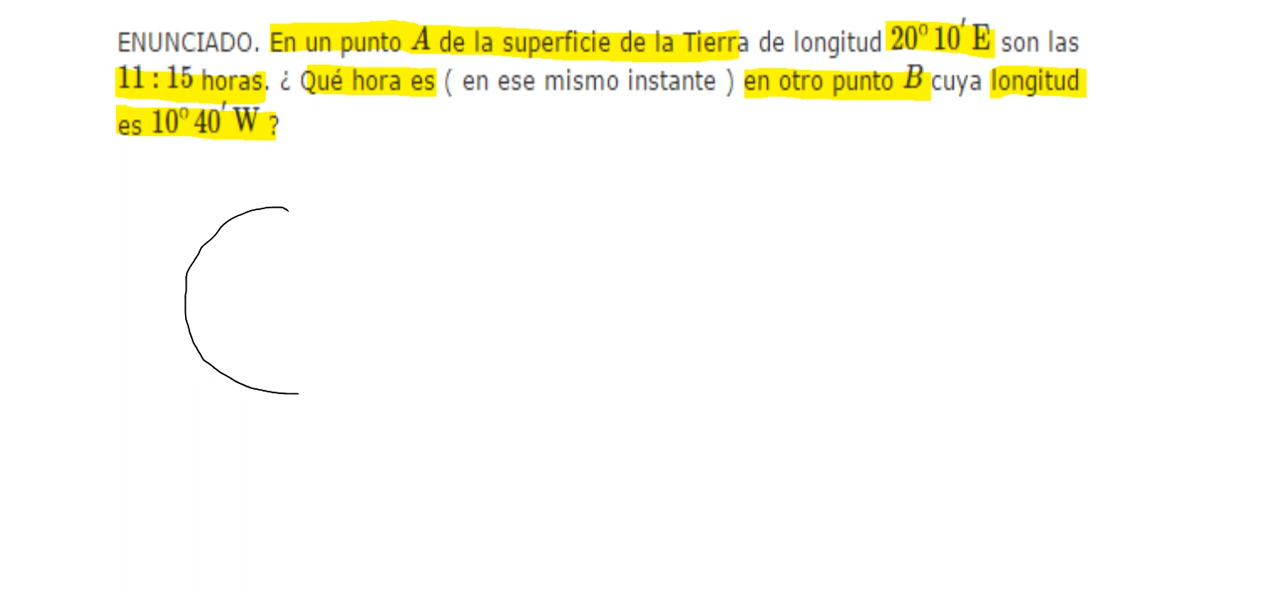 ENUNCIADO. En un punto A de la superficie de la Tierra de longitud 20° 10′ E son las
11 : 15 horas. ¿ Qué hora es ( en ese mismo instante ) en otro punto B cuya longitud
es 10° 40′ W ?